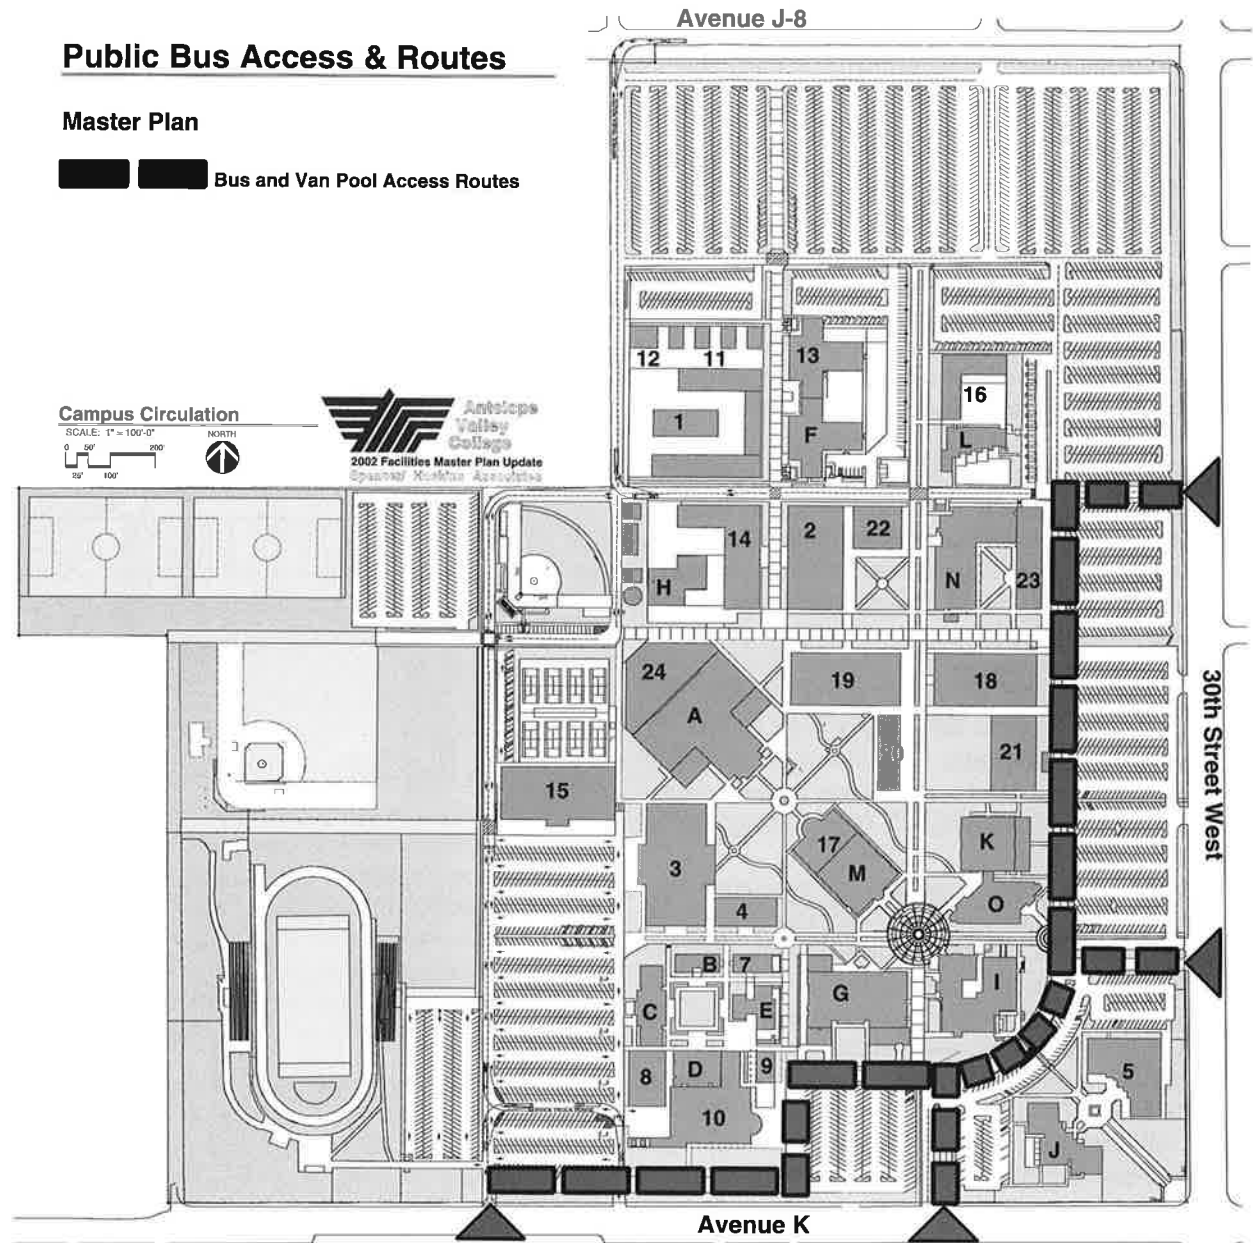 Avenue J-8
Public Bus Access & Routes
Master Plan
Bus and Van Pool Access Routes
Campus Circulation
SCALE: 1" = 100'-0"
NORTH
0 50' 200'
25' 100'
Antelope
Valley
College
2002 Facilities Master Plan Update
Spencer/ Hoskins Associates
12 11 13 16
1 F L
14 2 22
H N 23
24 19 18
A 21
15
17 K
3 M
4 O
B 7
C E G I
8 D 9 5
10 J
30th Street West
Avenue K